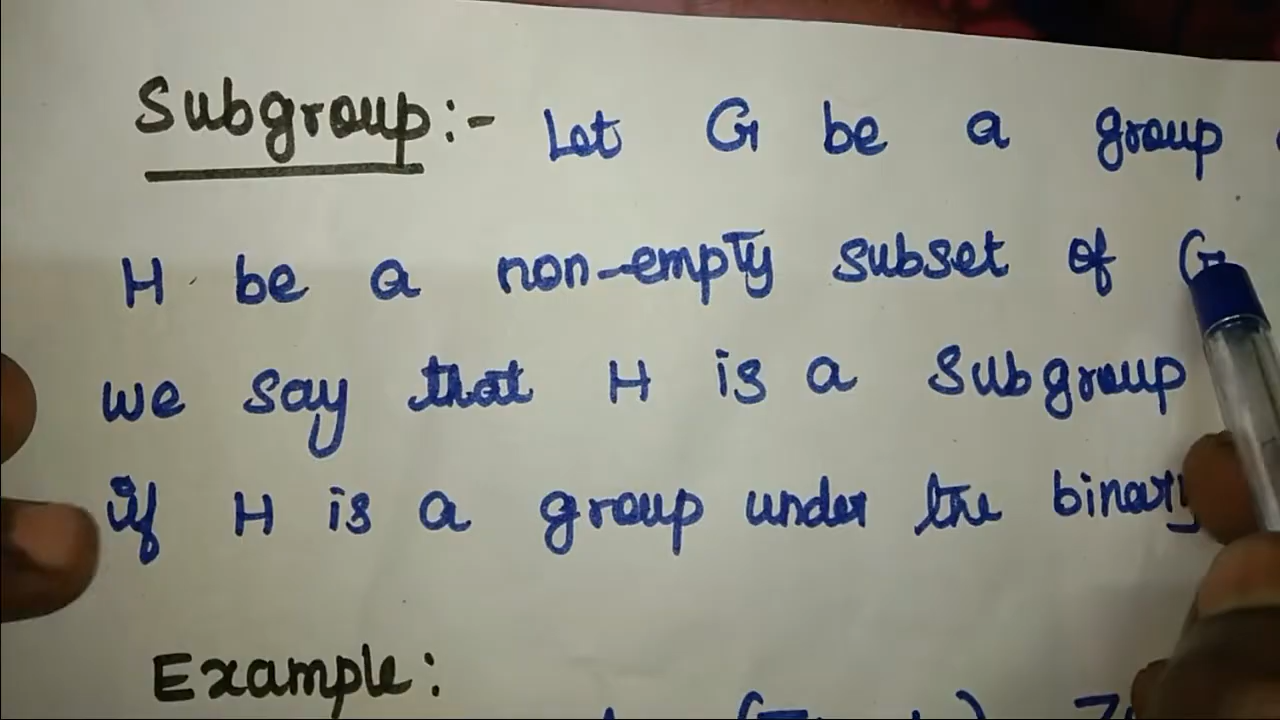 Subgroup:- Let G be a group
H be a non-empty subset of G
we say that H is a Subgroup
if H is a group under the binary
Example: